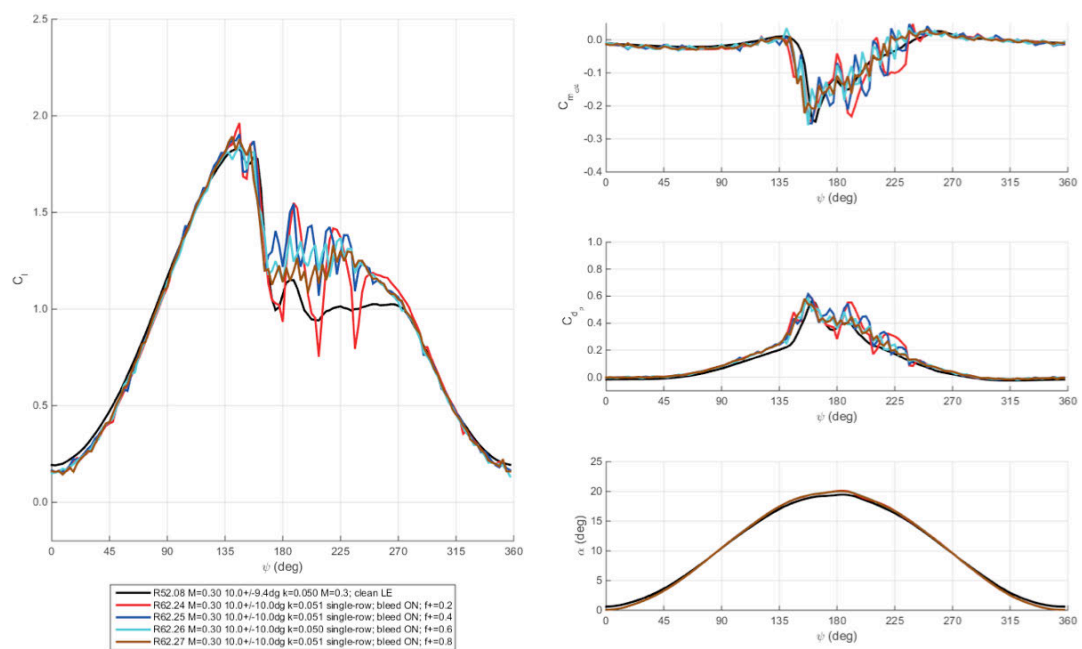 2.5
2.0
1.5
1.0
0.5
0.0
C_l
0 45 90 135 180 225 270 315 360
ψ (deg)
R52.08 M=0.30 10.0+/-9.4dg k=0.050 M=0.3; clean LE
R62.24 M=0.30 10.0+/-10.0dg k=0.051 single-row; bleed ON; f+=0.2
R62.25 M=0.30 10.0+/-10.0dg k=0.051 single-row; bleed ON; f+=0.4
R62.26 M=0.30 10.0+/-10.0dg k=0.050 single-row; bleed ON; f+=0.6
R62.27 M=0.30 10.0+/-10.0dg k=0.051 single-row; bleed ON; f+=0.8
0.0
-0.1
-0.2
-0.3
-0.4
C_m
0 45 90 135 180 225 270 315 360
ψ (deg)
1.0
0.8
0.6
0.4
0.2
0.0
C_d_p
0 45 90 135 180 225 270 315 360
ψ (deg)
25
20
15
10
5
0
α (deg)
0 45 90 135 180 225 270 315 360
ψ (deg)